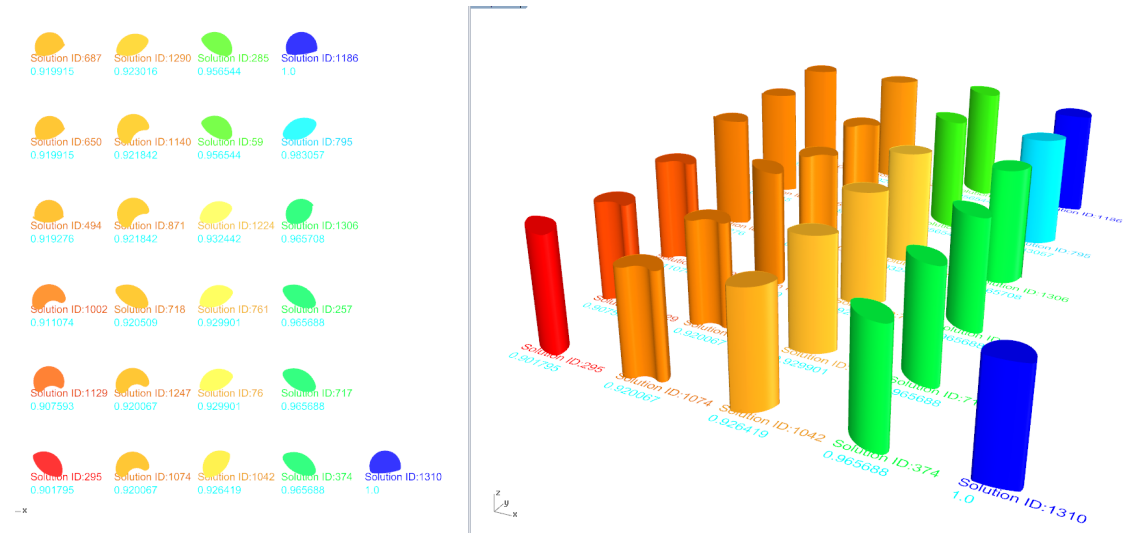 Solution ID:687 Solution ID:1290 Solution ID:285 Solution ID:1186
0.919915 0.923016 0.956544 1.0
Solution ID:650 Solution ID:1140 Solution ID:59 Solution ID:795
0.919915 0.921842 0.956544 0.983057
Solution ID:494 Solution ID:871 Solution ID:1224 Solution ID:1306
0.919276 0.921842 0.932442 0.965708
Solution ID:1002 Solution ID:718 Solution ID:761 Solution ID:257
0.911074 0.920509 0.929901 0.965688
Solution ID:1129 Solution ID:1247 Solution ID:76 Solution ID:717
0.907593 0.920067 0.929901 0.965688
Solution ID:295 Solution ID:1074 Solution ID:1042 Solution ID:374 Solution ID:1310
0.901795 0.920067 0.926419 0.965688 1.0
x
Solution ID:295
0.901795
Solution ID:1074
0.920067
Solution ID:1042
0.926419
Solution ID:374
0.965688
Solution ID:1310
1.0
z
y
x